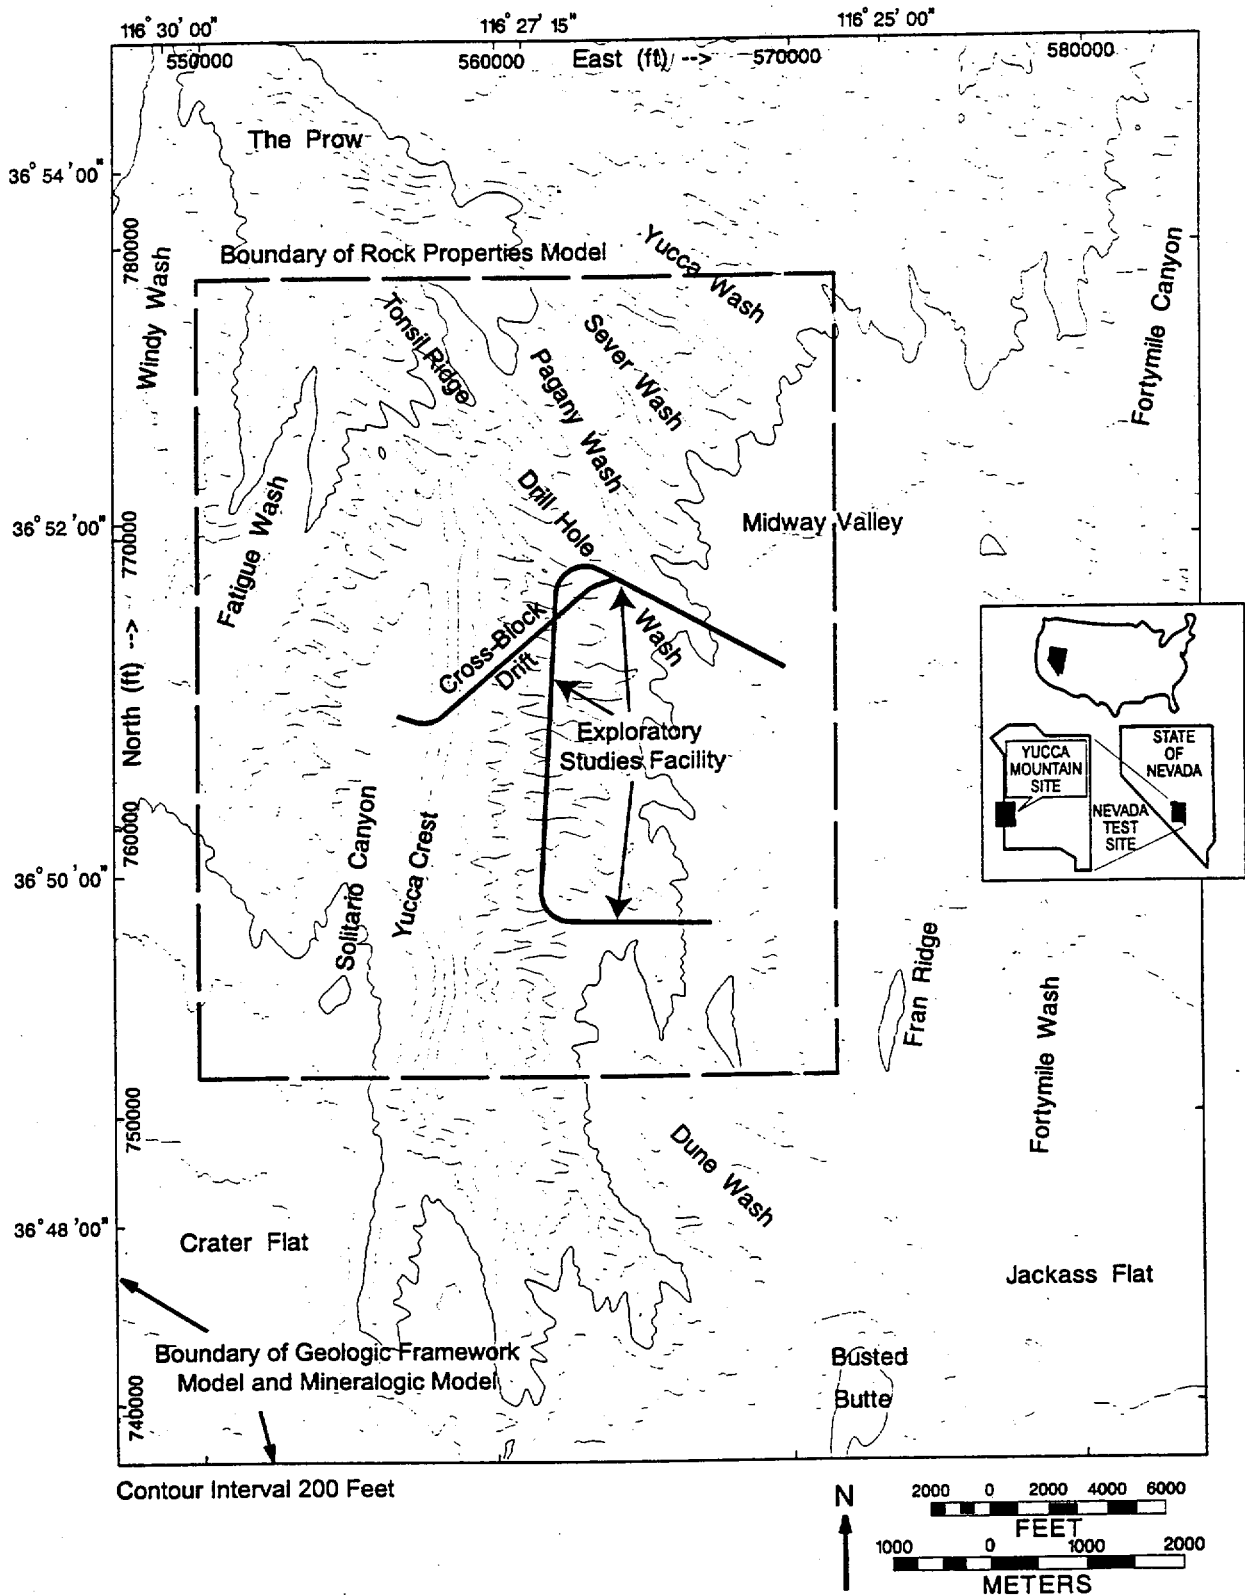 116° 30' 00"
116° 27' 15"
116° 25' 00"
550000
560000
East (ft) -->
570000
580000
The Prow
36° 54' 00"
780000
Windy Wash
Boundary of Rock Properties Model
Yucca Wash
Fortymile Canyon
Tonsil Ridge
Sever Wash
Pagany Wash
Drill Hole
Wash
Midway Valley
36° 52' 00"
770000
Fatigue Wash
North (ft) -->
Cross-Block
Drift
Exploratory
Studies Facility
YUCCA
MOUNTAIN
SITE
STATE
OF
NEVADA
NEVADA
TEST
SITE
760000
Solitario Canyon
Yucca Crest
36° 50' 00"
Fran Ridge
Fortymile Wash
750000
Dune Wash
36° 48' 00"
Crater Flat
Jackass Flat
Boundary of Geologic Framework
Model and Mineralogic Model
Busted
Butte
740000
Contour Interval 200 Feet
N
2000 0 2000 4000 6000
FEET
1000 0 1000 2000
METERS